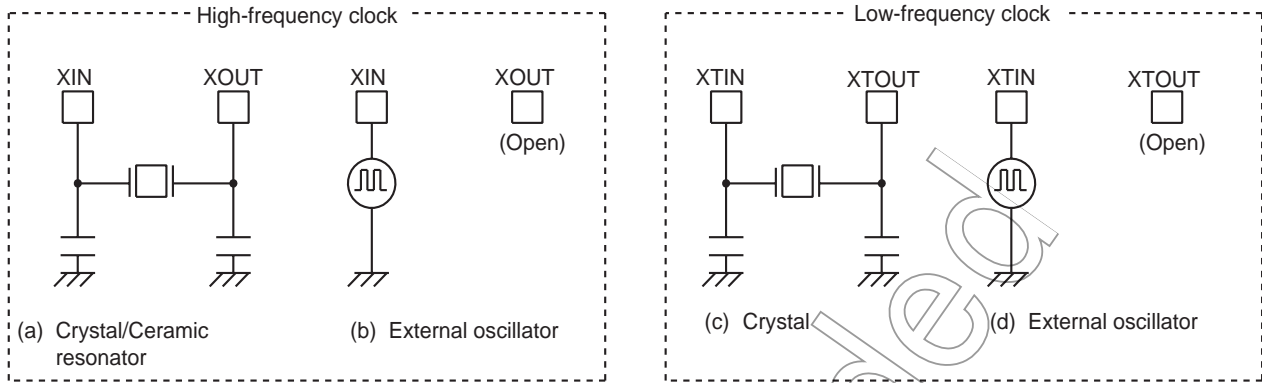 High-frequency clock
XIN XOUT XIN XOUT
(Open)
(a) Crystal/Ceramic
resonator
(b) External oscillator
Low-frequency clock
XTIN XTOUT XTIN XTOUT
(Open)
(c) Crystal
(d) External oscillator